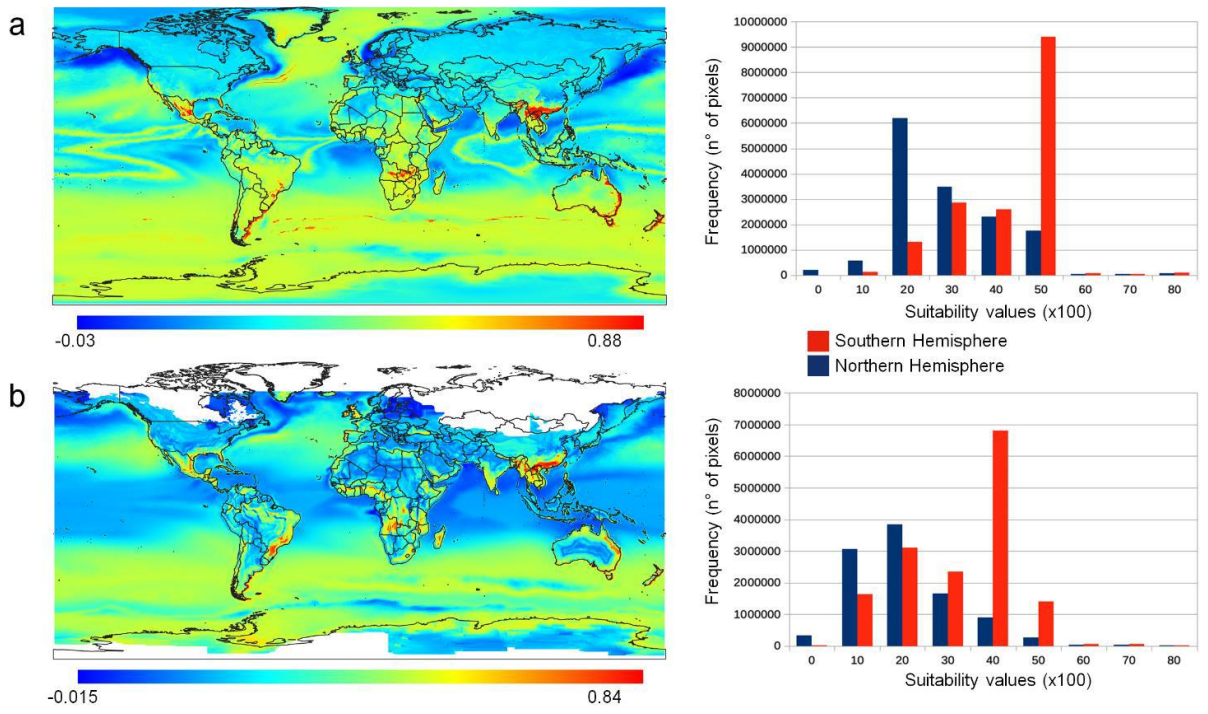 a
-0.03
0.88
Frequency (n° of pixels)
10000000
9000000
8000000
7000000
6000000
5000000
4000000
3000000
2000000
1000000
0
0 10 20 30 40 50 60 70 80
Suitability values (x100)
Southern Hemisphere
Northern Hemisphere
b
-0.015
0.84
Frequency (n° of pixels)
8000000
7000000
6000000
5000000
4000000
3000000
2000000
1000000
0
0 10 20 30 40 50 60 70 80
Suitability values (x100)